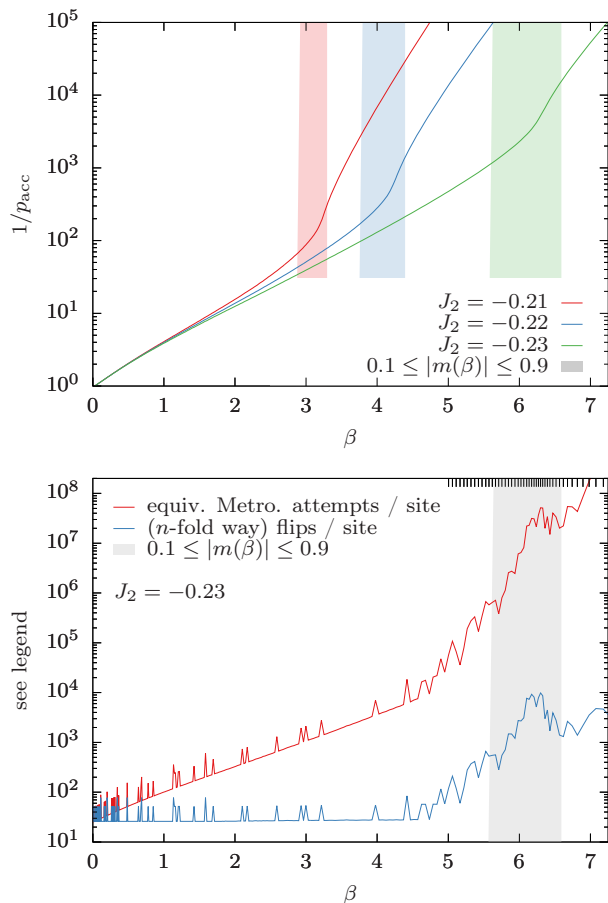 10^5
10^4
10^3
10^2
10^1
10^0
1/p_acc
0 1 2 3 4 5 6 7
β
J_2 = −0.21
J_2 = −0.22
J_2 = −0.23
0.1 ≤ |m(β)| ≤ 0.9
10^8
10^7
10^6
10^5
10^4
10^3
10^2
10^1
see legend
equiv. Metro. attempts / site
(n-fold way) flips / site
0.1 ≤ |m(β)| ≤ 0.9
J_2 = −0.23
0 1 2 3 4 5 6 7
β